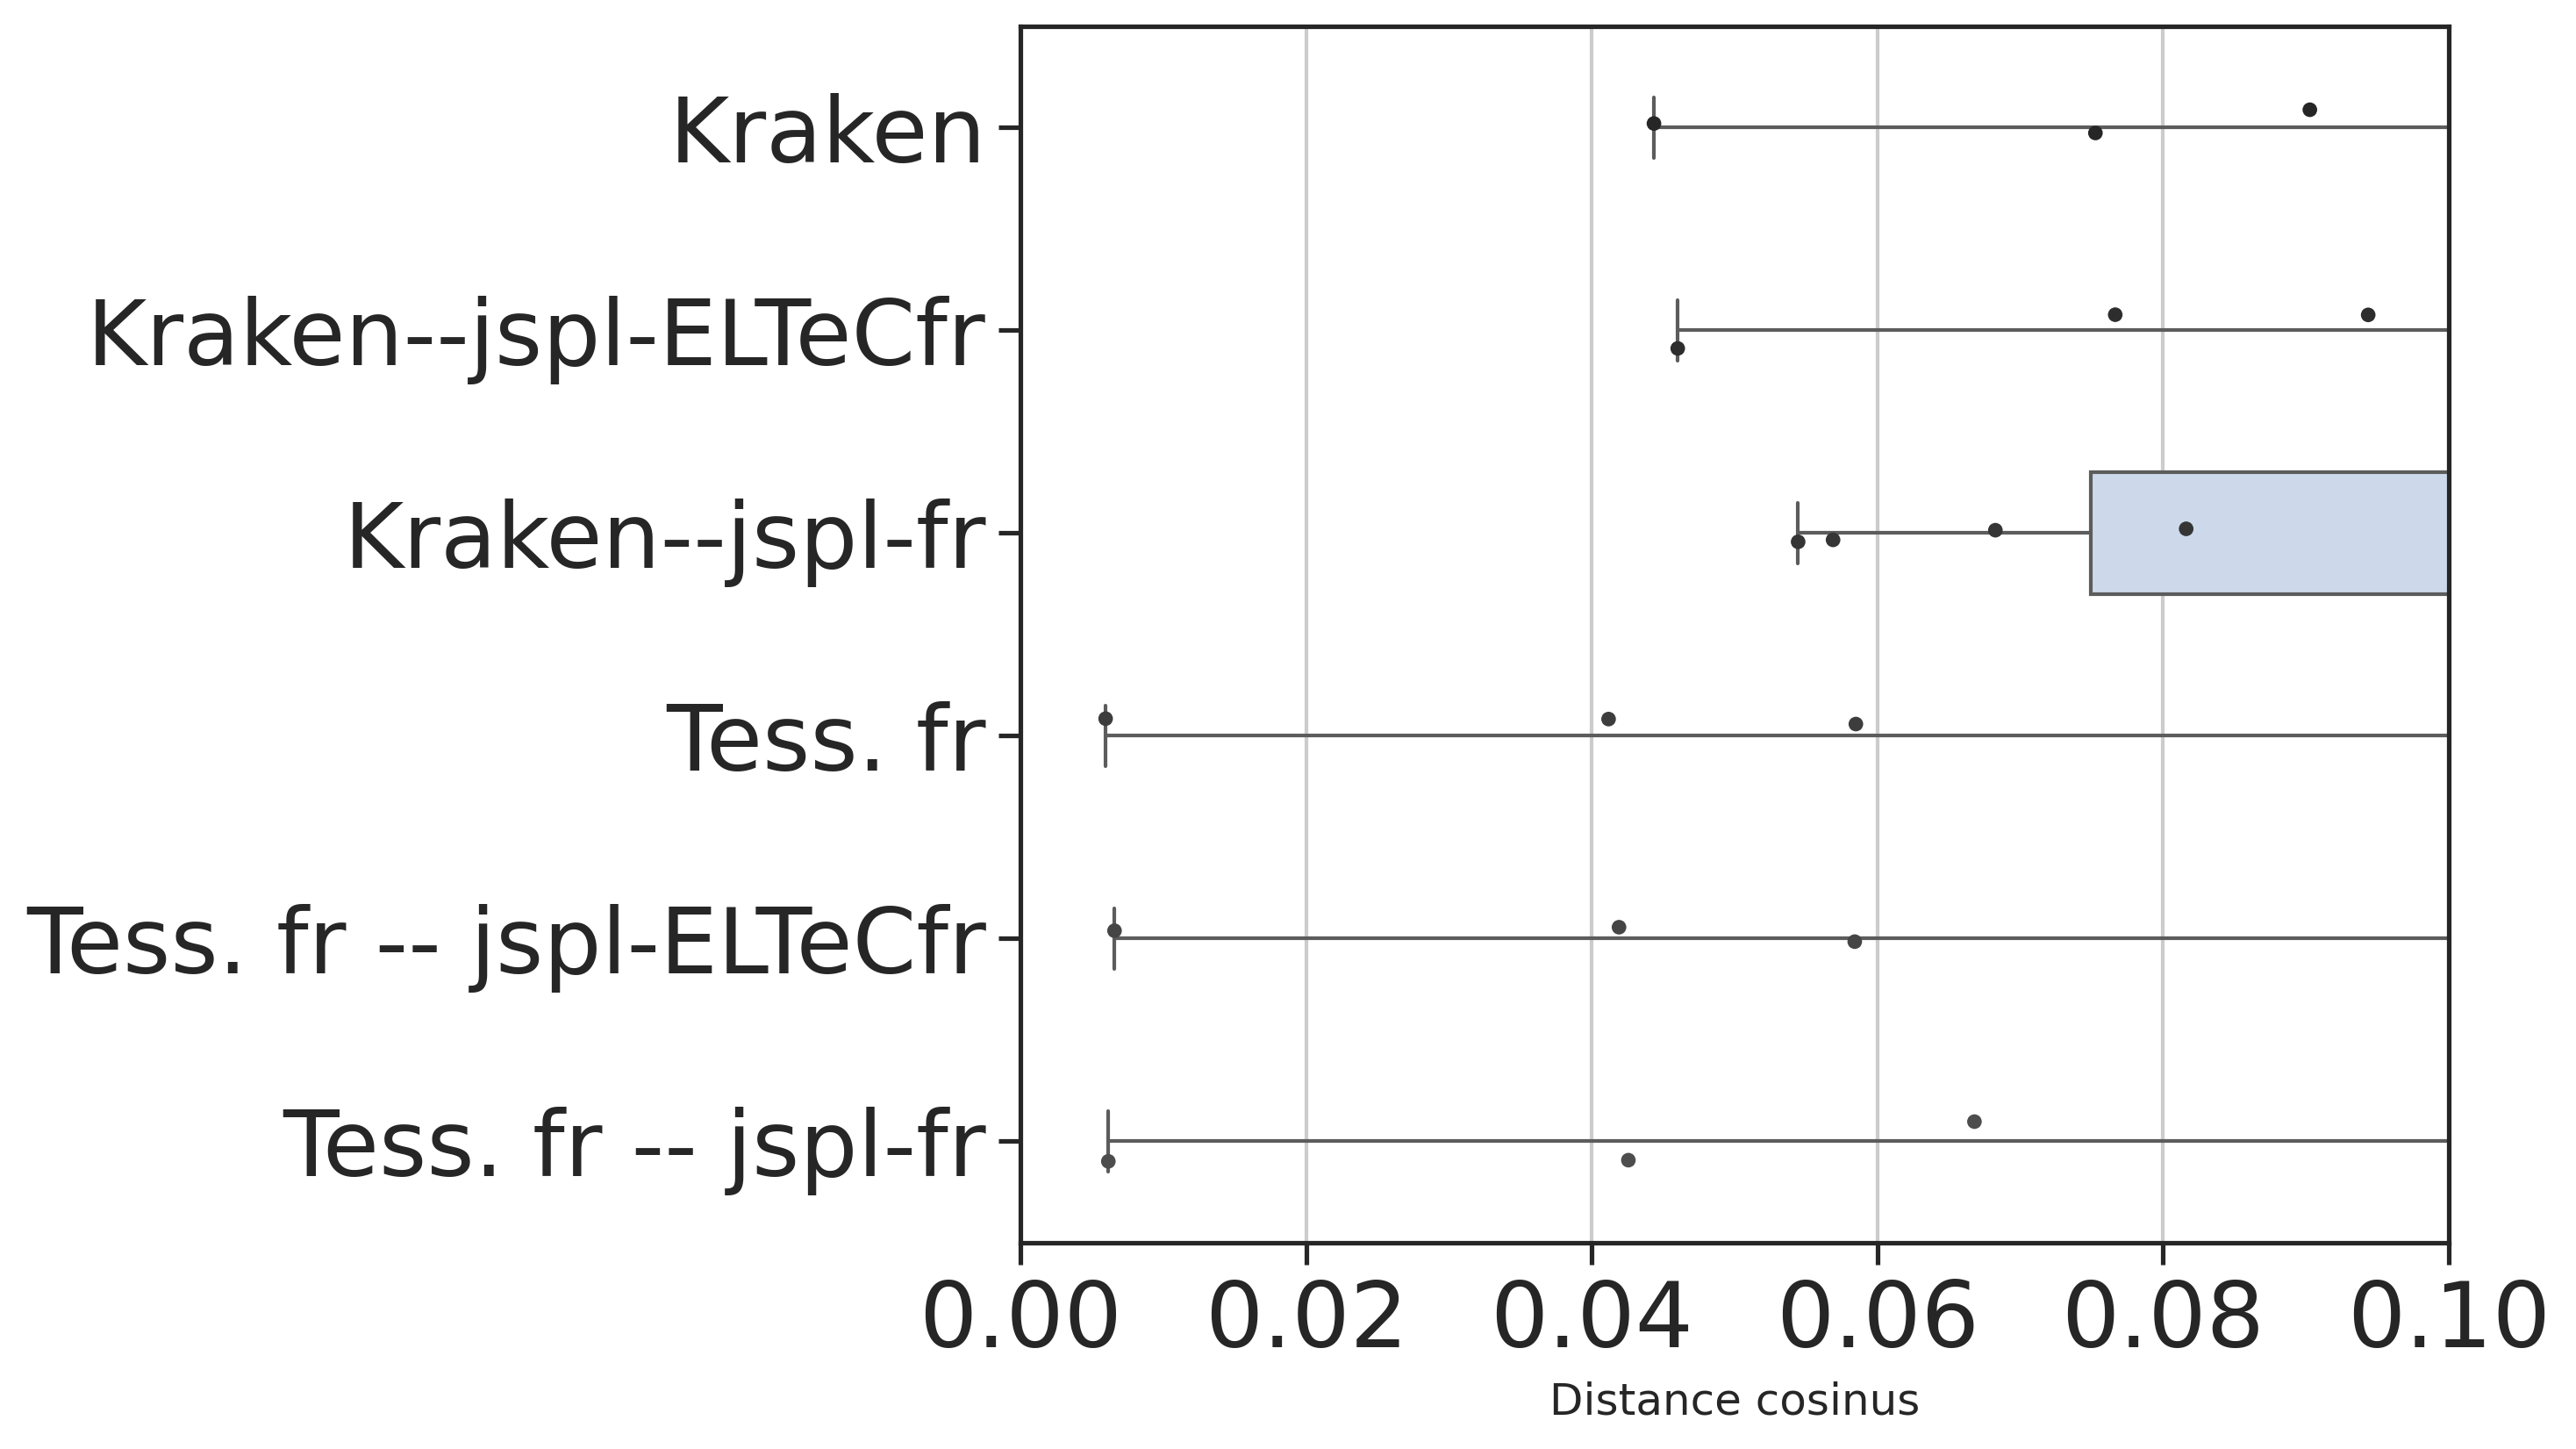 Kraken
Kraken--jspl-ELTeCfr
Kraken--jspl-fr
Tess. fr
Tess. fr -- jspl-ELTeCfr
Tess. fr -- jspl-fr
0.00 0.02 0.04 0.06 0.08 0.10
Distance cosinus